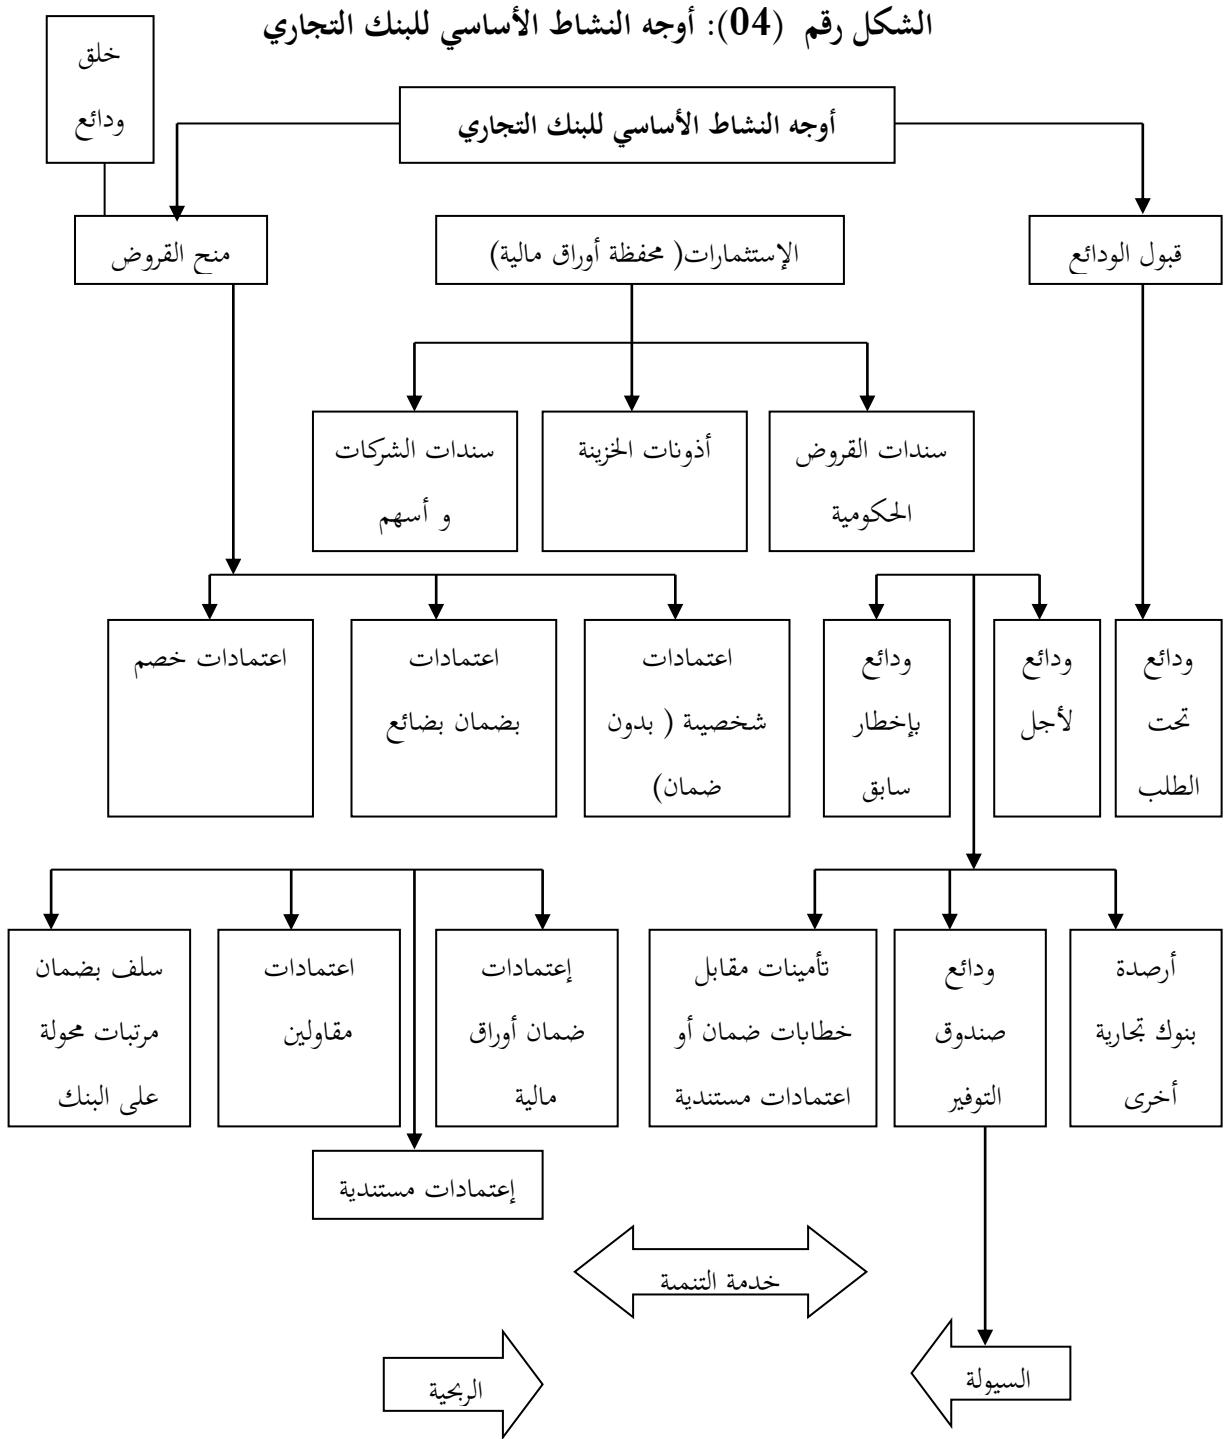 الشكل رقم (04): أوجه النشاط الأساسي للبنك التجاري
خلق
ودائع
أوجه النشاط الأساسي للبنك التجاري
قبول الودائع
الإستثمارات( محفظة أوراق مالية)
منح القروض
سندات القروض
الحكومية
أذونات الخزينة
سندات الشركات
و أسهم
ودائع
تحت
الطلب
ودائع
لأجل
ودائع
بإخطار
سابق
اعتمادات
شخصية ( بدون
ضمان)
اعتمادات
بضمان بضائع
اعتمادات خصم
أرصدة
بنوك تجارية
أخرى
ودائع
صندوق
التوفير
تأمينات مقابل
خطابات ضمان أو
اعتمادات مستندية
إعتمادات
ضمان أوراق
مالية
اعتمادات
مقاولين
سلف بضمان
مرتبات محولة
على البنك
إعتمادات مستندية
خدمة التنمية
السيولة
الربحية